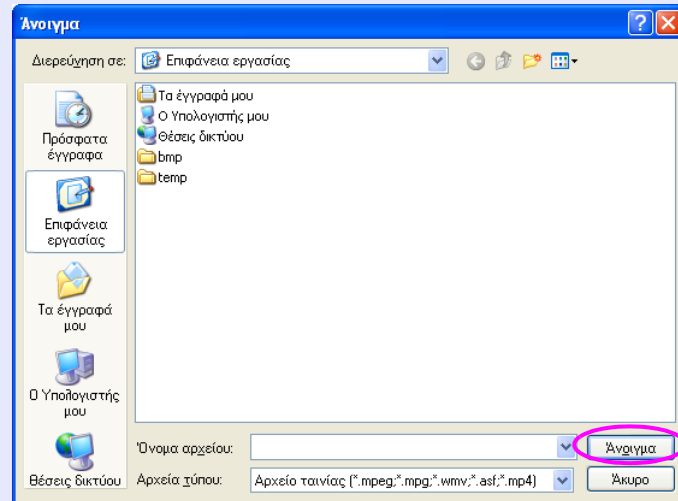 Άνοιγμα
Διερεύνηση σε: Επιφάνεια εργασίας
Πρόσφατα
έγγραφα
Επιφάνεια
εργασίας
Τα έγγραφά
μου
Ο Υπολογιστής
μου
Θέσεις δικτύου
Τα έγγραφά μου
Ο Υπολογιστής μου
Θέσεις δικτύου
bmp
temp
Όνομα αρχείου: Άνοιγμα
Αρχεία τύπου: Αρχείο ταινίας (*.mpeg;*.mpg;*.wmv;*.asf;*.mp4) Άκυρο